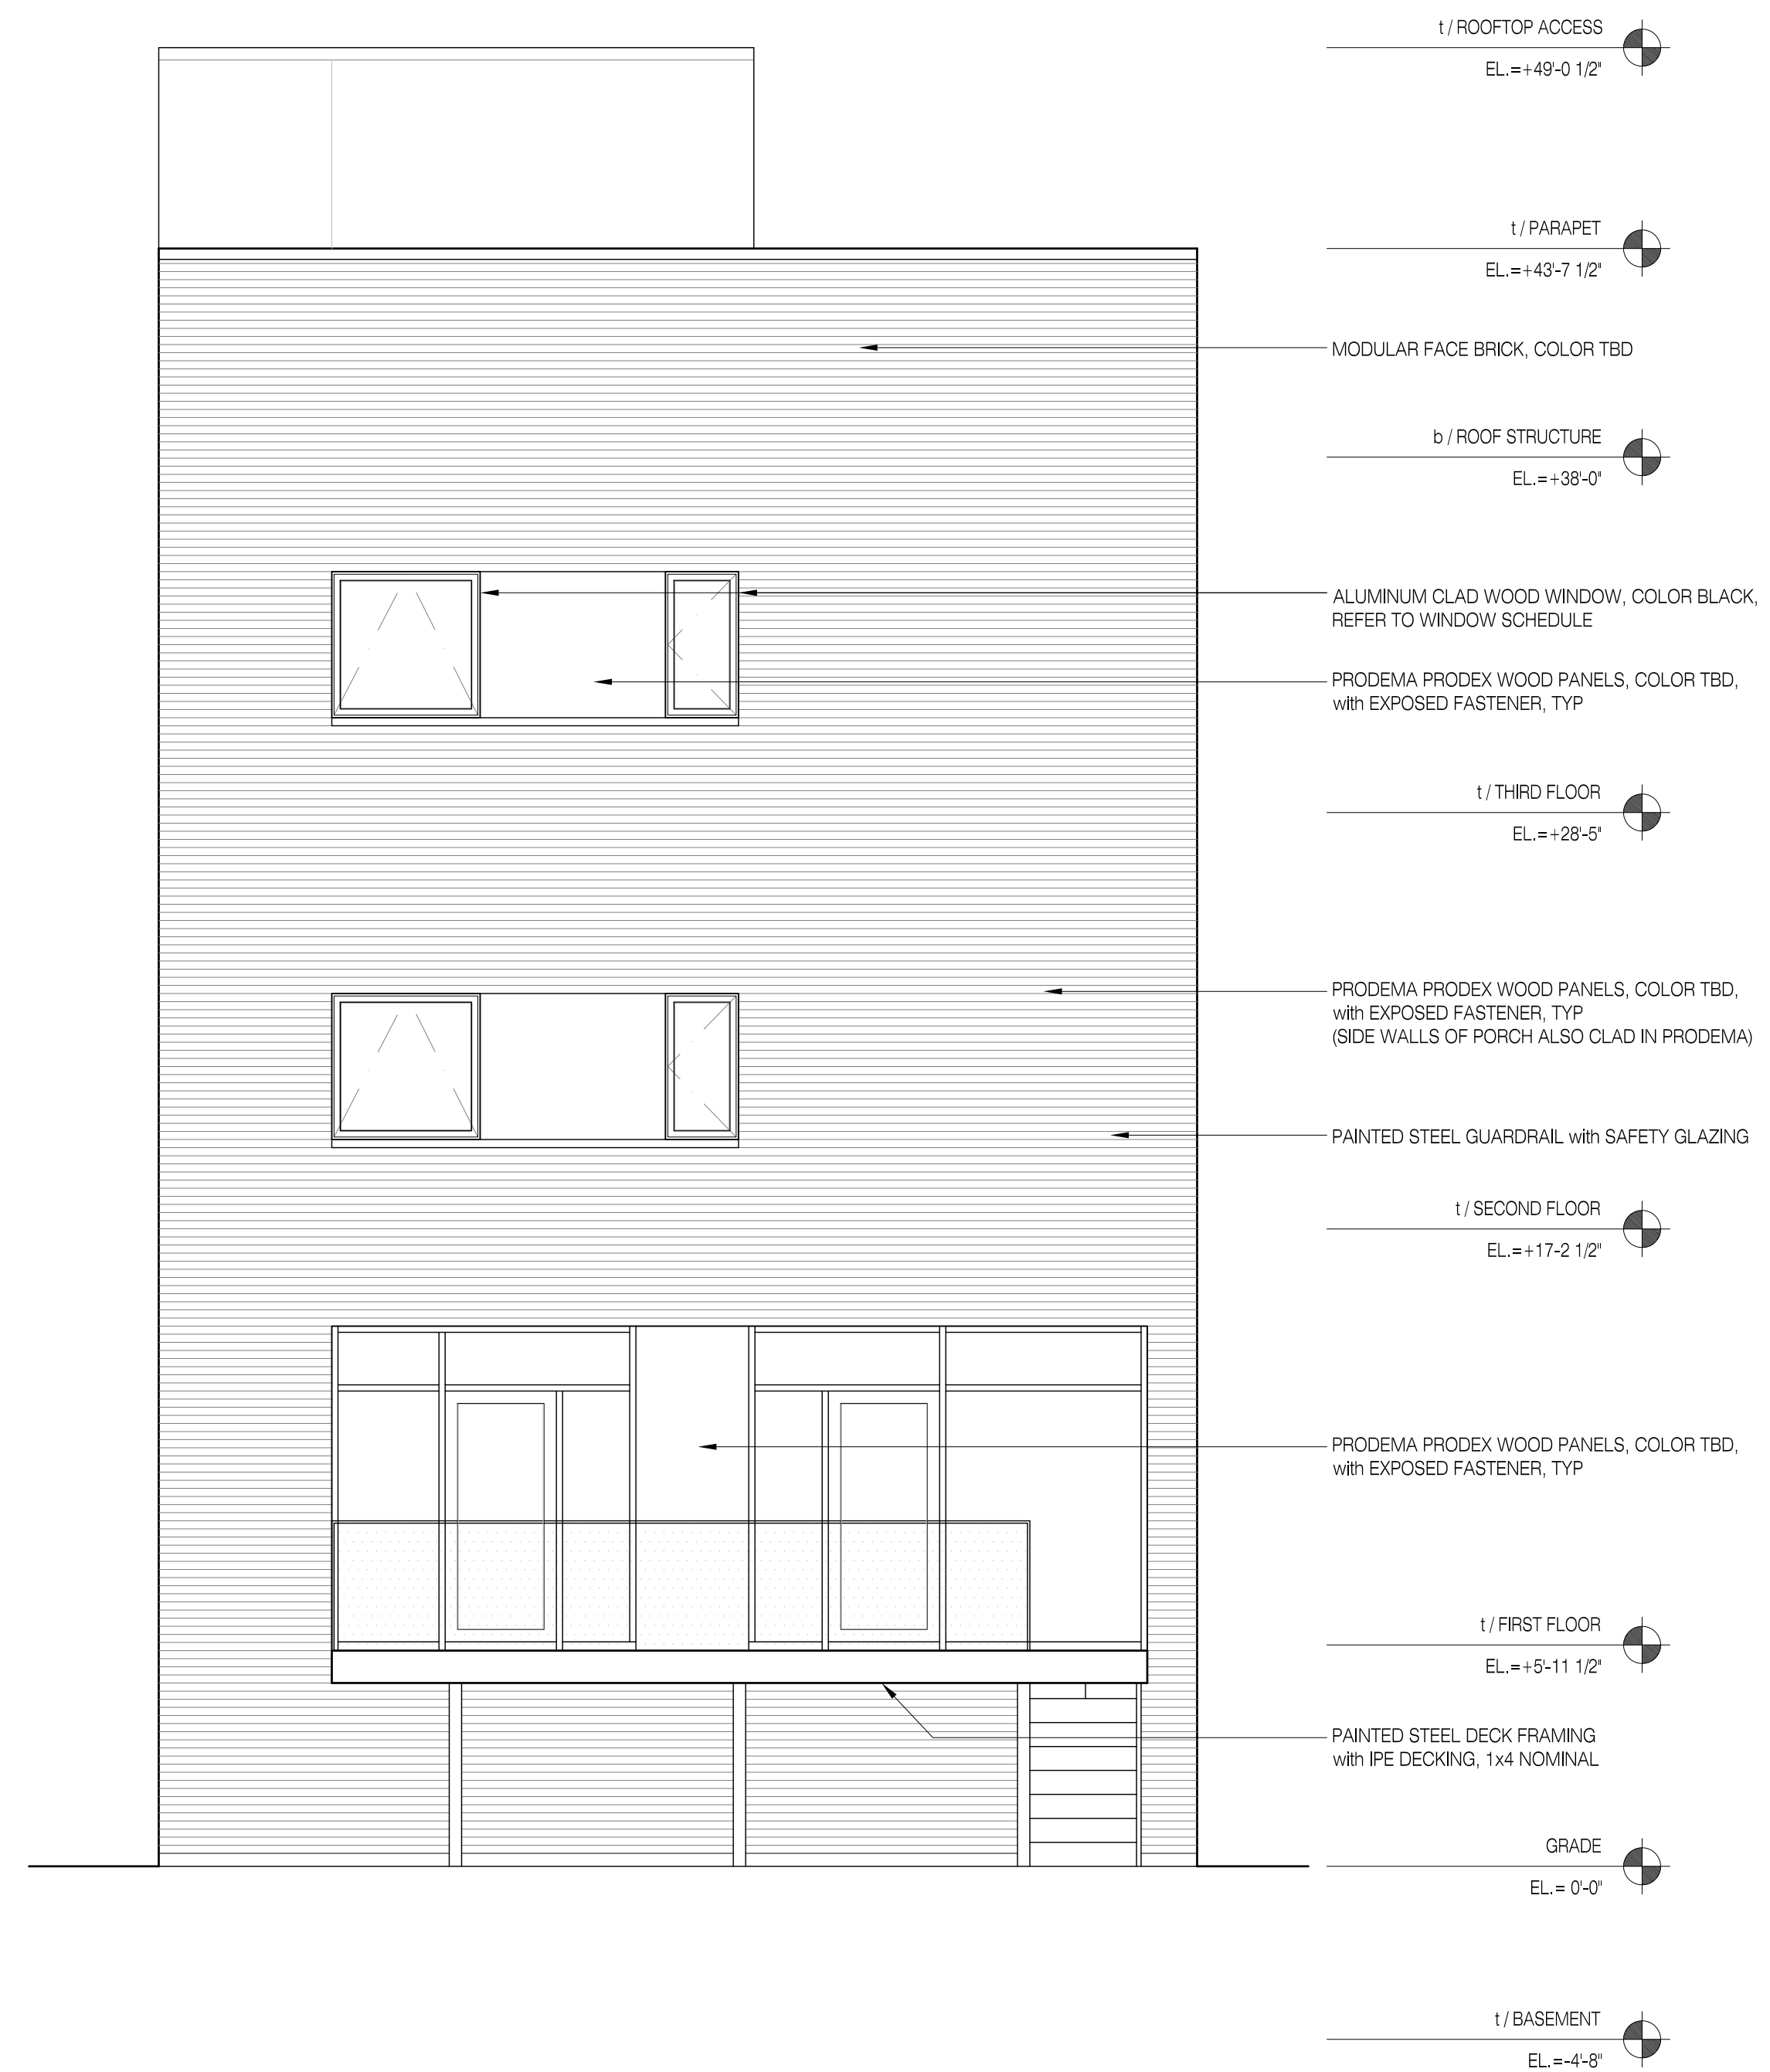 t / ROOFTOP ACCESS
EL.=+49'-0 1/2"
t / PARAPET
EL.=+43'-7 1/2"
MODULAR FACE BRICK, COLOR TBD
b / ROOF STRUCTURE
EL.=+38'-0"
ALUMINUM CLAD WOOD WINDOW, COLOR BLACK,
REFER TO WINDOW SCHEDULE
PRODEMA PRODEX WOOD PANELS, COLOR TBD,
with EXPOSED FASTENER, TYP
t / THIRD FLOOR
EL.=+28'-5"
PRODEMA PRODEX WOOD PANELS, COLOR TBD,
with EXPOSED FASTENER, TYP
(SIDE WALLS OF PORCH ALSO CLAD IN PRODEMA)
PAINTED STEEL GUARDRAIL with SAFETY GLAZING
t / SECOND FLOOR
EL.=+17-2 1/2"
PRODEMA PRODEX WOOD PANELS, COLOR TBD,
with EXPOSED FASTENER, TYP
t / FIRST FLOOR
EL.=+5'-11 1/2"
PAINTED STEEL DECK FRAMING
with IPE DECKING, 1x4 NOMINAL
GRADE
EL.= 0'-0"
t / BASEMENT
EL.=-4'-8"